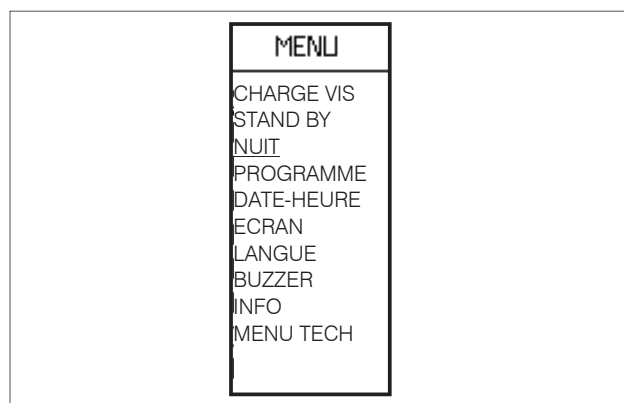 MENU
CHARGE VIS
STAND BY
NUIT
PROGRAMME
DATE-HEURE
ECRAN
LANGUE
BUZZER
INFO
MENU TECH